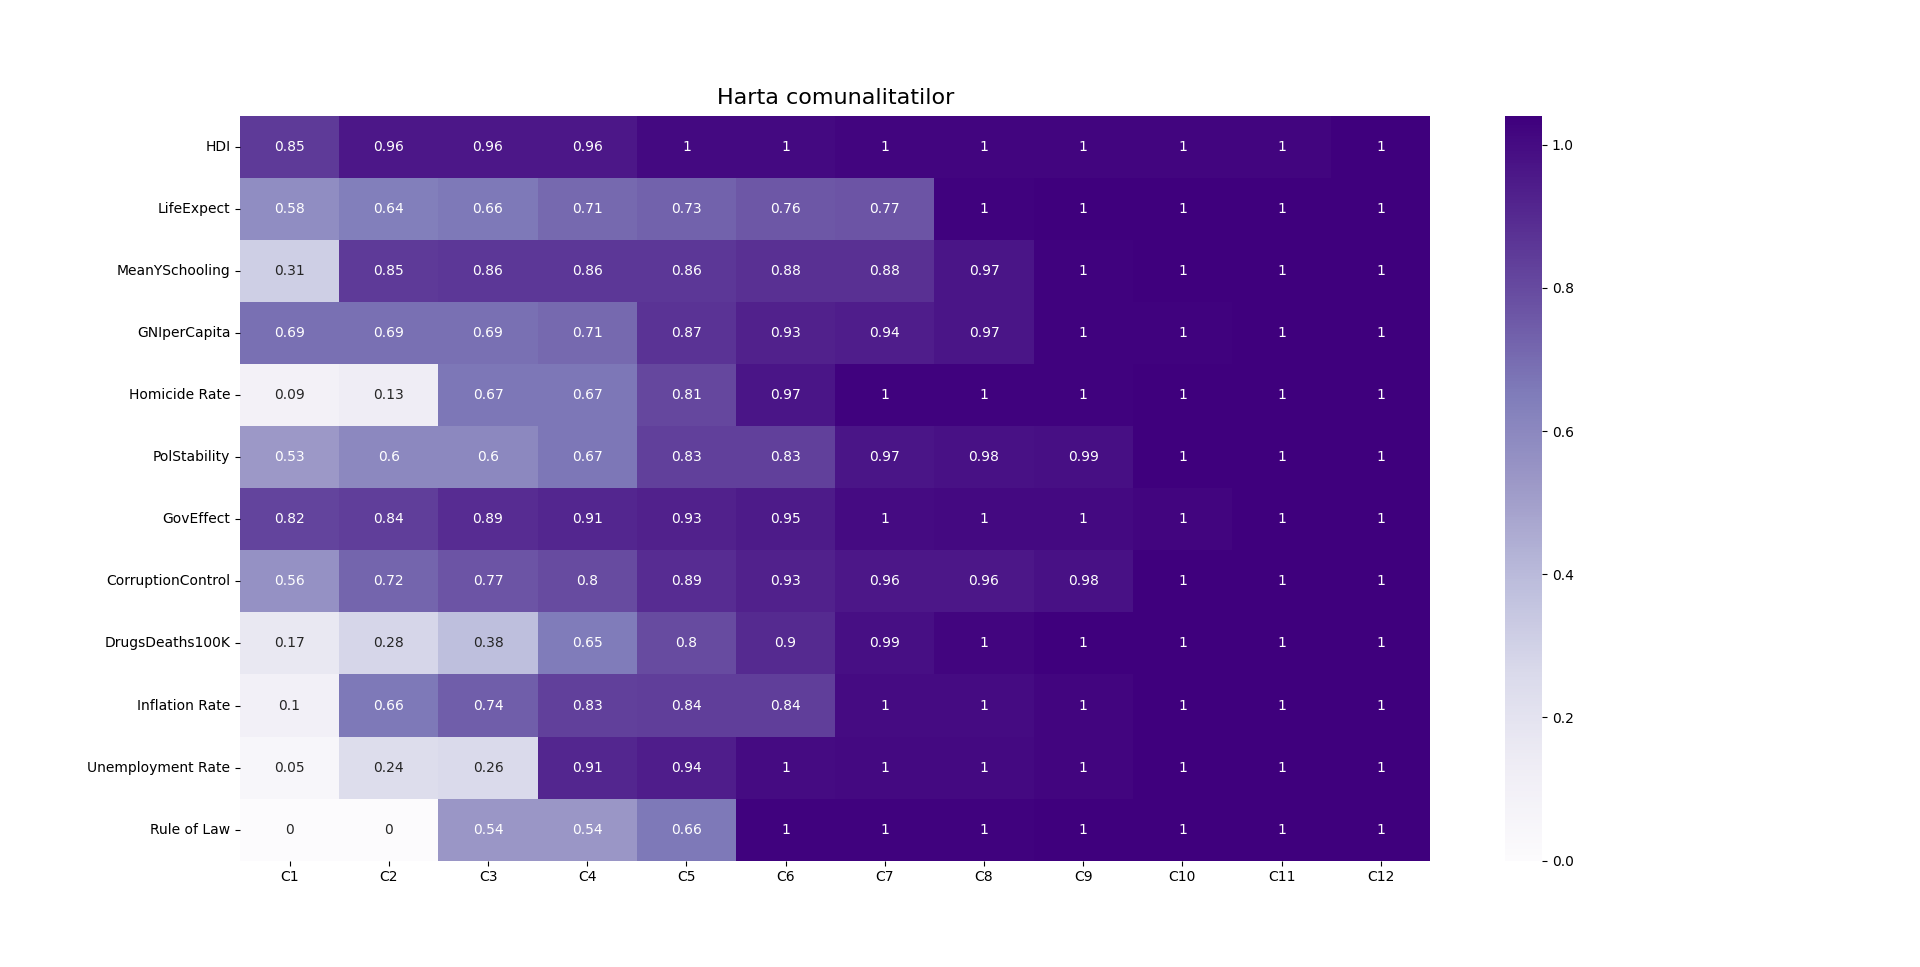 Harta comunalitatilor
HDI 0.85 0.96 0.96 0.96 1 1 1 1 1 1 1 1
LifeExpect 0.58 0.64 0.66 0.71 0.73 0.76 0.77 1 1 1 1 1
MeanYSchooling 0.31 0.85 0.86 0.86 0.86 0.88 0.88 0.97 1 1 1 1
GNIperCapita 0.69 0.69 0.69 0.71 0.87 0.93 0.94 0.97 1 1 1 1
Homicide Rate 0.09 0.13 0.67 0.67 0.81 0.97 1 1 1 1 1 1
PolStability 0.53 0.6 0.6 0.67 0.83 0.83 0.97 0.98 0.99 1 1 1
GovEffect 0.82 0.84 0.89 0.91 0.93 0.95 1 1 1 1 1 1
CorruptionControl 0.56 0.72 0.77 0.8 0.89 0.93 0.96 0.96 0.98 1 1 1
DrugsDeaths100K 0.17 0.28 0.38 0.65 0.8 0.9 0.99 1 1 1 1 1
Inflation Rate 0.1 0.66 0.74 0.83 0.84 0.84 1 1 1 1 1 1
Unemployment Rate 0.05 0.24 0.26 0.91 0.94 1 1 1 1 1 1 1
Rule of Law 0 0 0.54 0.54 0.66 1 1 1 1 1 1 1
C1 C2 C3 C4 C5 C6 C7 C8 C9 C10 C11 C12
1.0
0.8
0.6
0.4
0.2
0.0